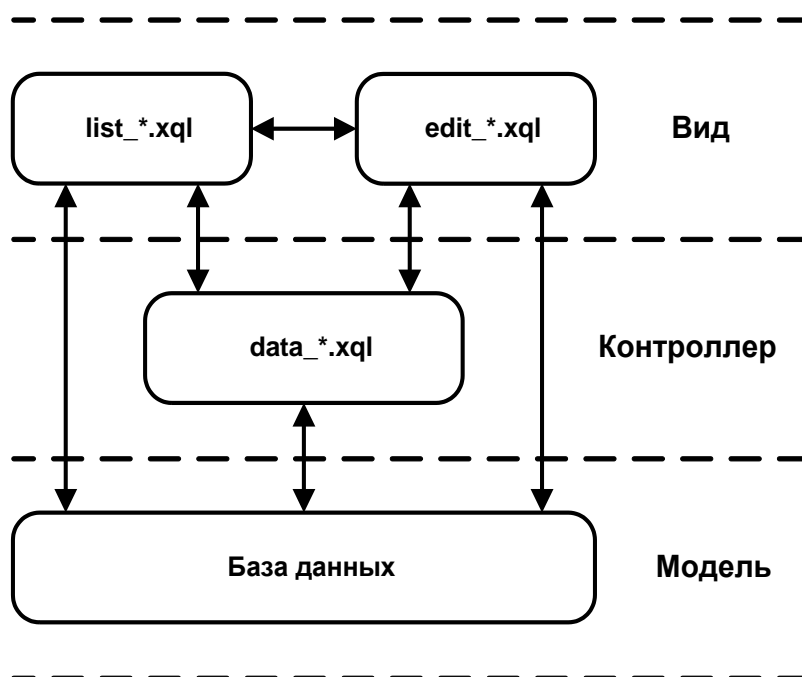 list_*.xql
edit_*.xql
Вид
data_*.xql
Контроллер
База данных
Модель